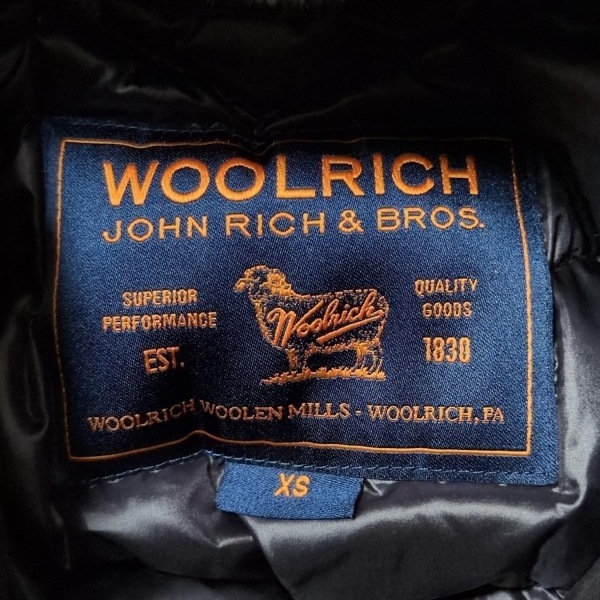 WOOLRICH
JOHN RICH & BROS.
SUPERIOR
PERFORMANCE
EST.
Woolrich
QUALITY
GOODS
1830
WOOLRICH WOOLEN MILLS - WOOLRICH, PA
XS